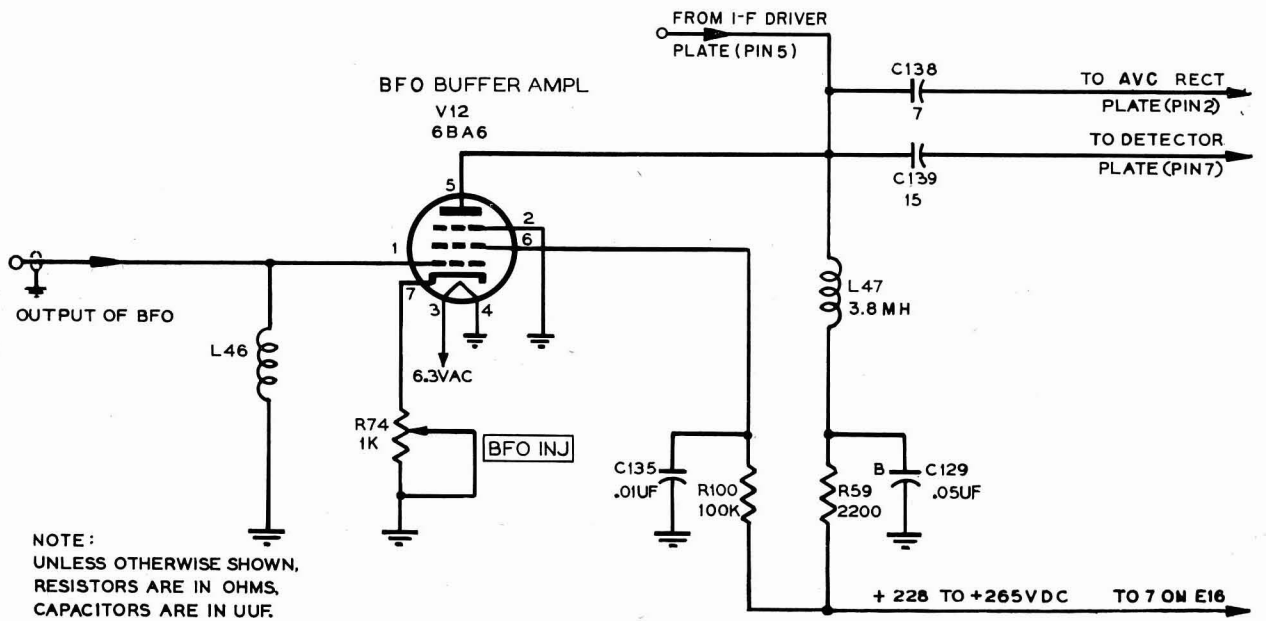 FROM I-F DRIVER
PLATE (PIN 5)
BFO BUFFER AMPL
V12
6BA6
C138
7
TO AVC RECT
PLATE (PIN 2)
C139
15
TO DETECTOR
PLATE (PIN 7)
5
2
6
1
7
3
4
OUTPUT OF BFO
L46
6.3VAC
L47
3.8 MH
R74
1K
BFO INJ
C135
.01UF
R100
100K
R59
2200
B
C129
.05UF
NOTE:
UNLESS OTHERWISE SHOWN,
RESISTORS ARE IN OHMS,
CAPACITORS ARE IN UUF.
+ 228 TO +265VDC
TO 7 ON E16